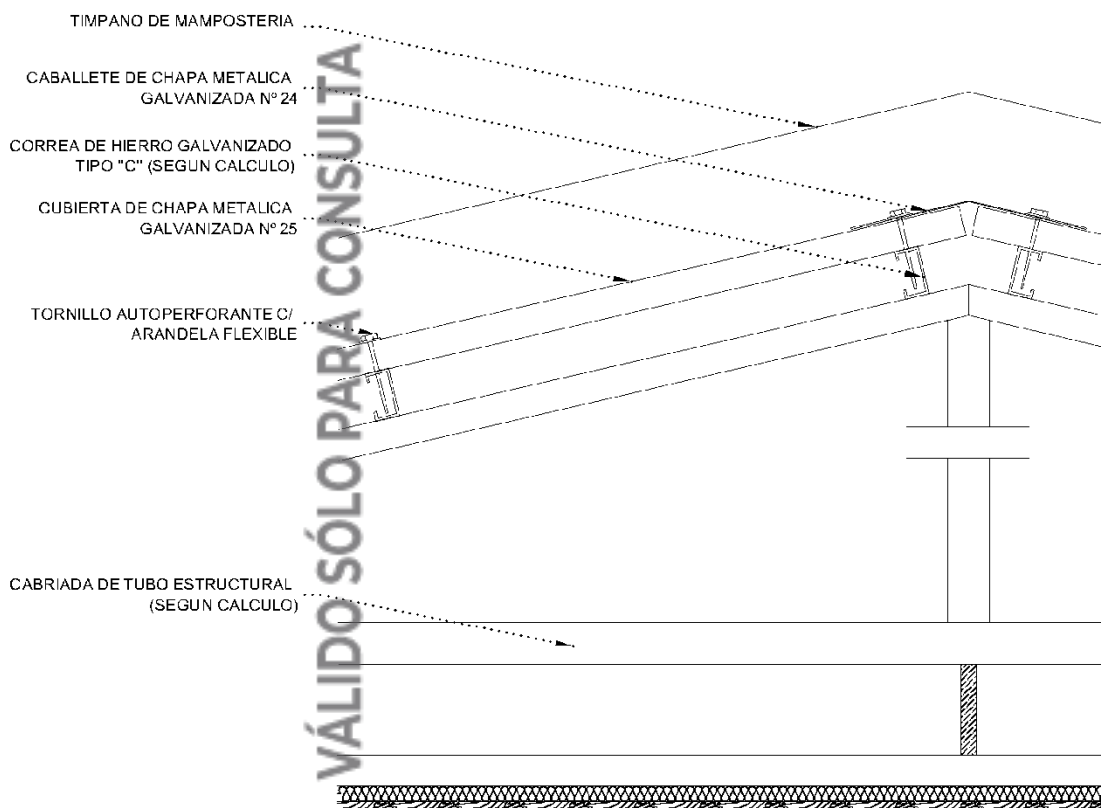 TIMPANO DE MAMPOSTERIA
CABALLETE DE CHAPA METALICA
GALVANIZADA Nº 24
CORREA DE HIERRO GALVANIZADO
TIPO "C" (SEGUN CALCULO)
CUBIERTA DE CHAPA METALICA
GALVANIZADA Nº 25
TORNILLO AUTOPERFORANTE C/
ARANDELA FLEXIBLE
CABRIADA DE TUBO ESTRUCTURAL
(SEGUN CALCULO)
VÁLIDO SÓLO PARA CONSULTA